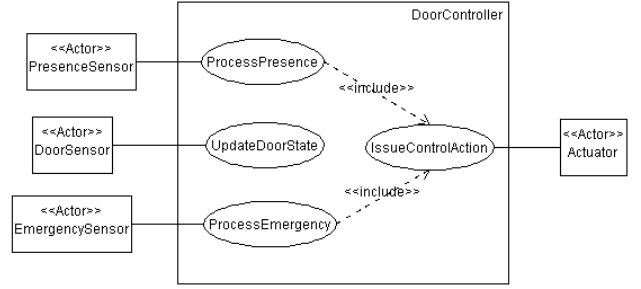 DoorController
<<Actor>>
PresenceSensor
ProcessPresence
<<include>>
<<Actor>>
DoorSensor
UpdateDoorState
IssueControlAction
<<Actor>>
Actuator
<<include>>
<<Actor>>
EmergencySensor
ProcessEmergency